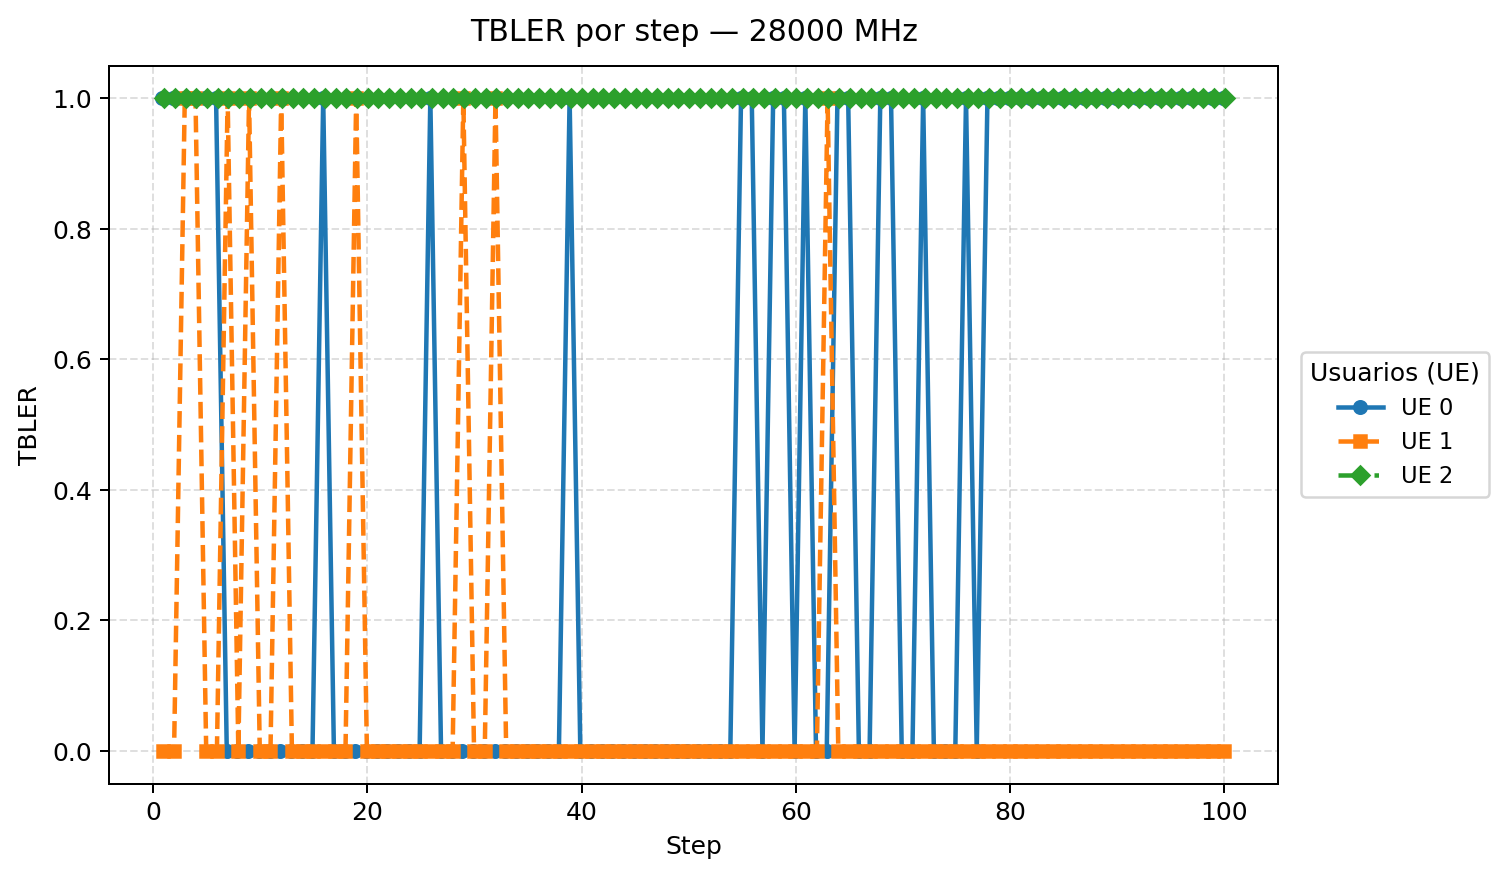 TBLER por step — 28000 MHz
TBLER
1.0
0.8
0.6
0.4
0.2
0.0
0 20 40 60 80 100
Step
Usuarios (UE)
UE 0
UE 1
UE 2